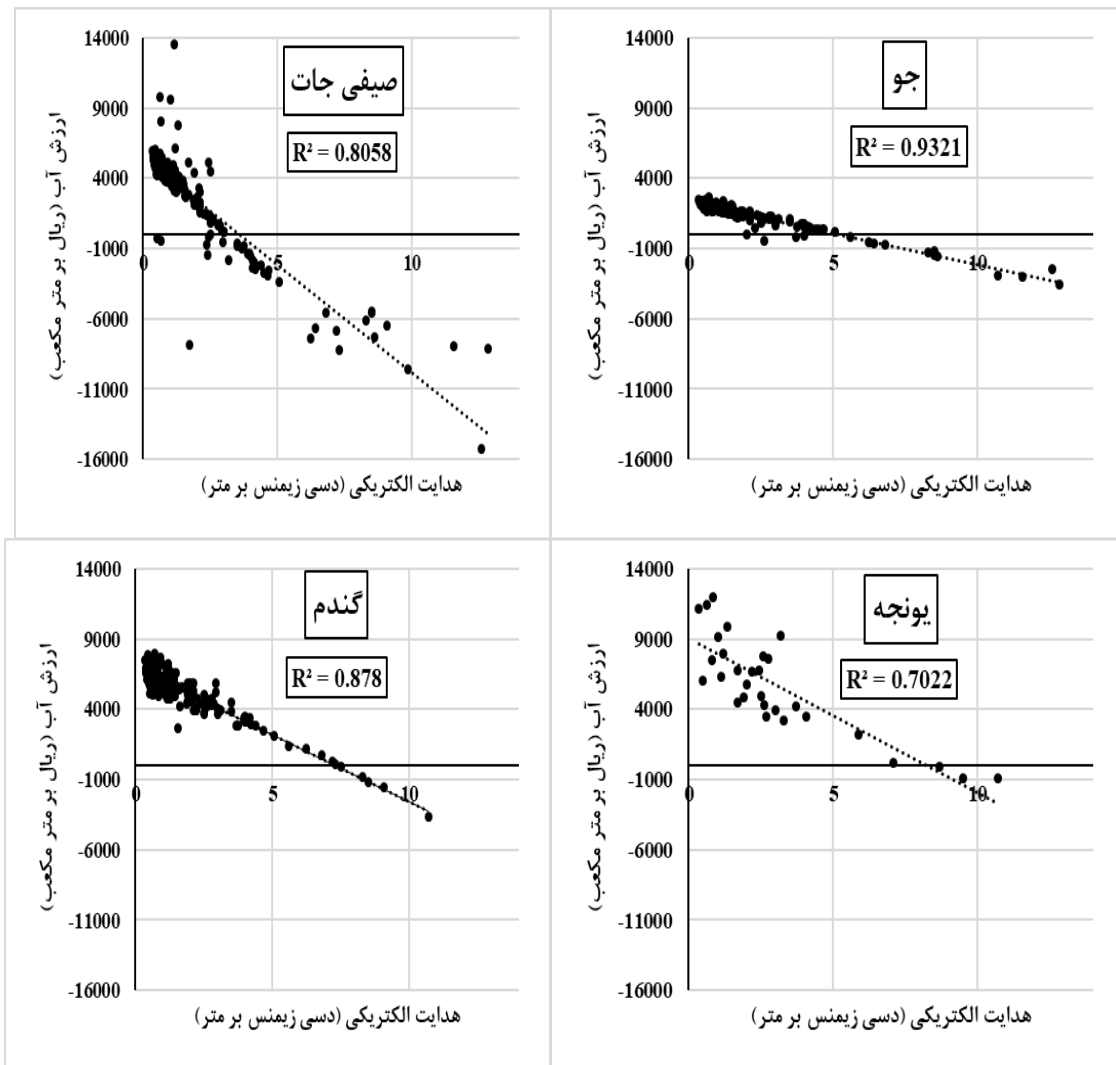 صیفی جات
R² = 0.8058
ارزش آب (ریال بر متر مکعب)
14000
9000
4000
-1000
-6000
-11000
-16000
0
5
10
هدایت الکتریکی (دسی زیمنس بر متر)
جو
R² = 0.9321
ارزش آب (ریال بر متر مکعب)
14000
9000
4000
-1000
-6000
-11000
-16000
0
5
10
هدایت الکتریکی (دسی زیمنس بر متر)
گندم
R² = 0.878
ارزش آب (ریال بر متر مکعب)
14000
9000
4000
-1000
-6000
-11000
-16000
0
5
10
هدایت الکتریکی (دسی زیمنس بر متر)
یونجه
R² = 0.7022
ارزش آب (ریال بر متر مکعب)
14000
9000
4000
-1000
-6000
-11000
-16000
0
5
10
هدایت الکتریکی (دسی زیمنس بر متر)